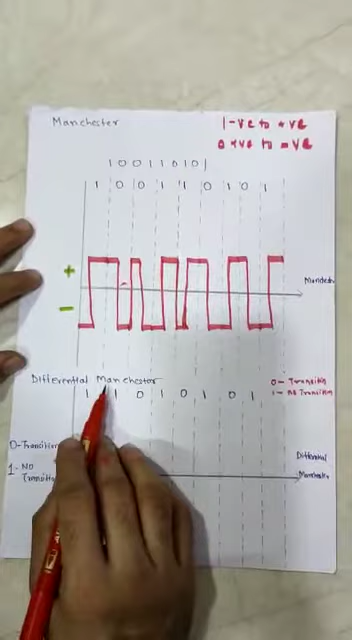 Manchester
1 -ve to +ve
0 +ve to -ve
10011010|
1 0 0 1 1 0 1 0 1
+
-
Manchester
Differential Manchester
0 - Transition
1 - No Transition
1 1 0 1 0 1 0 1
0-Transition
1- NO
Differential
Manchester